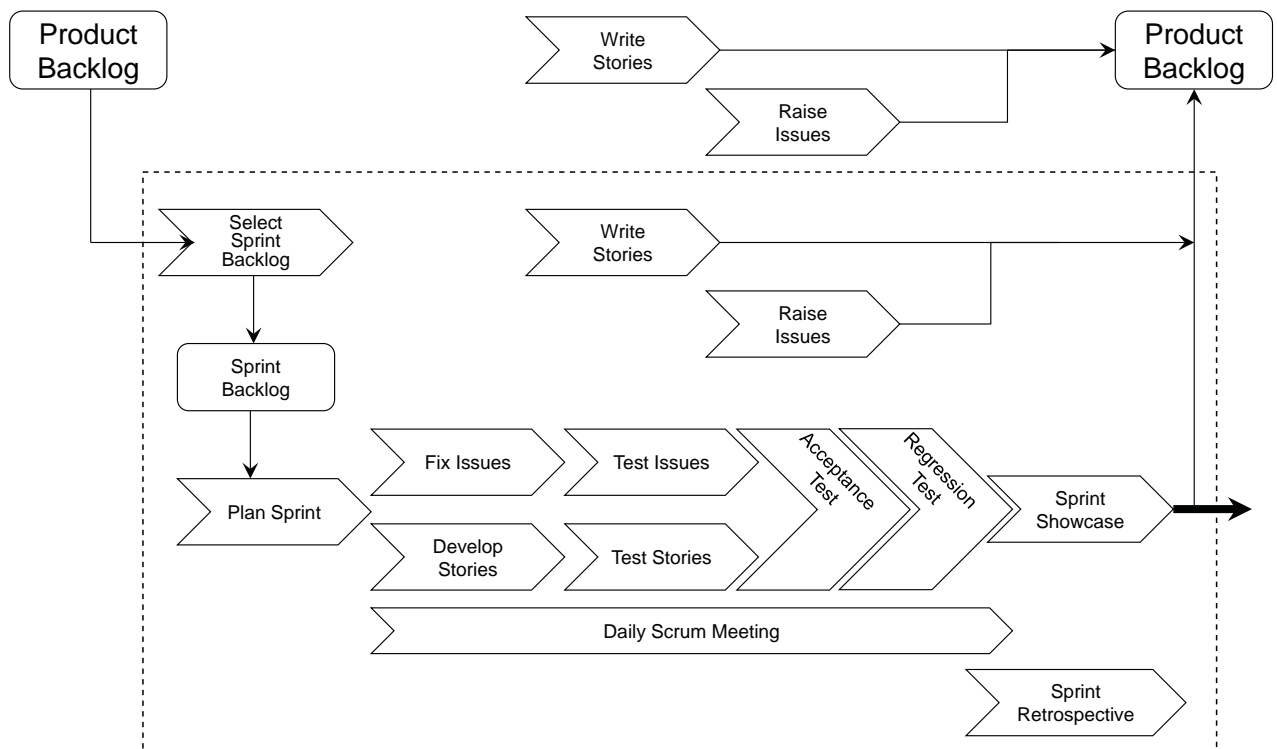 Product
Backlog
Write
Stories
Product
Backlog
Raise
Issues
Select
Sprint
Backlog
Write
Stories
Raise
Issues
Sprint
Backlog
Fix Issues
Test Issues
Acceptance
Test
Regression
Test
Plan Sprint
Sprint
Showcase
Develop
Stories
Test Stories
Daily Scrum Meeting
Sprint
Retrospective